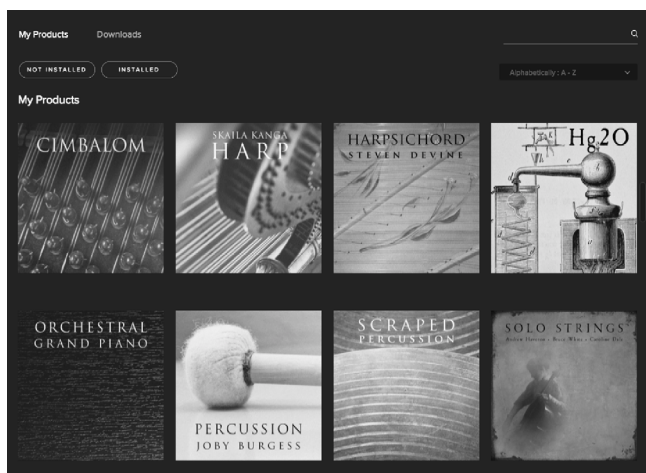 My Products
Downloads
NOT INSTALLED
INSTALLED
Alphabetically : A - Z
My Products
CIMBALOM
SKAILA KANGA
HARP
HARPSICHORD
STEVEN DEVINE
Hg2O
ORCHESTRAL
GRAND PIANO
PERCUSSION
JOBY BURGESS
SCRAPED
PERCUSSION
SOLO STRINGS